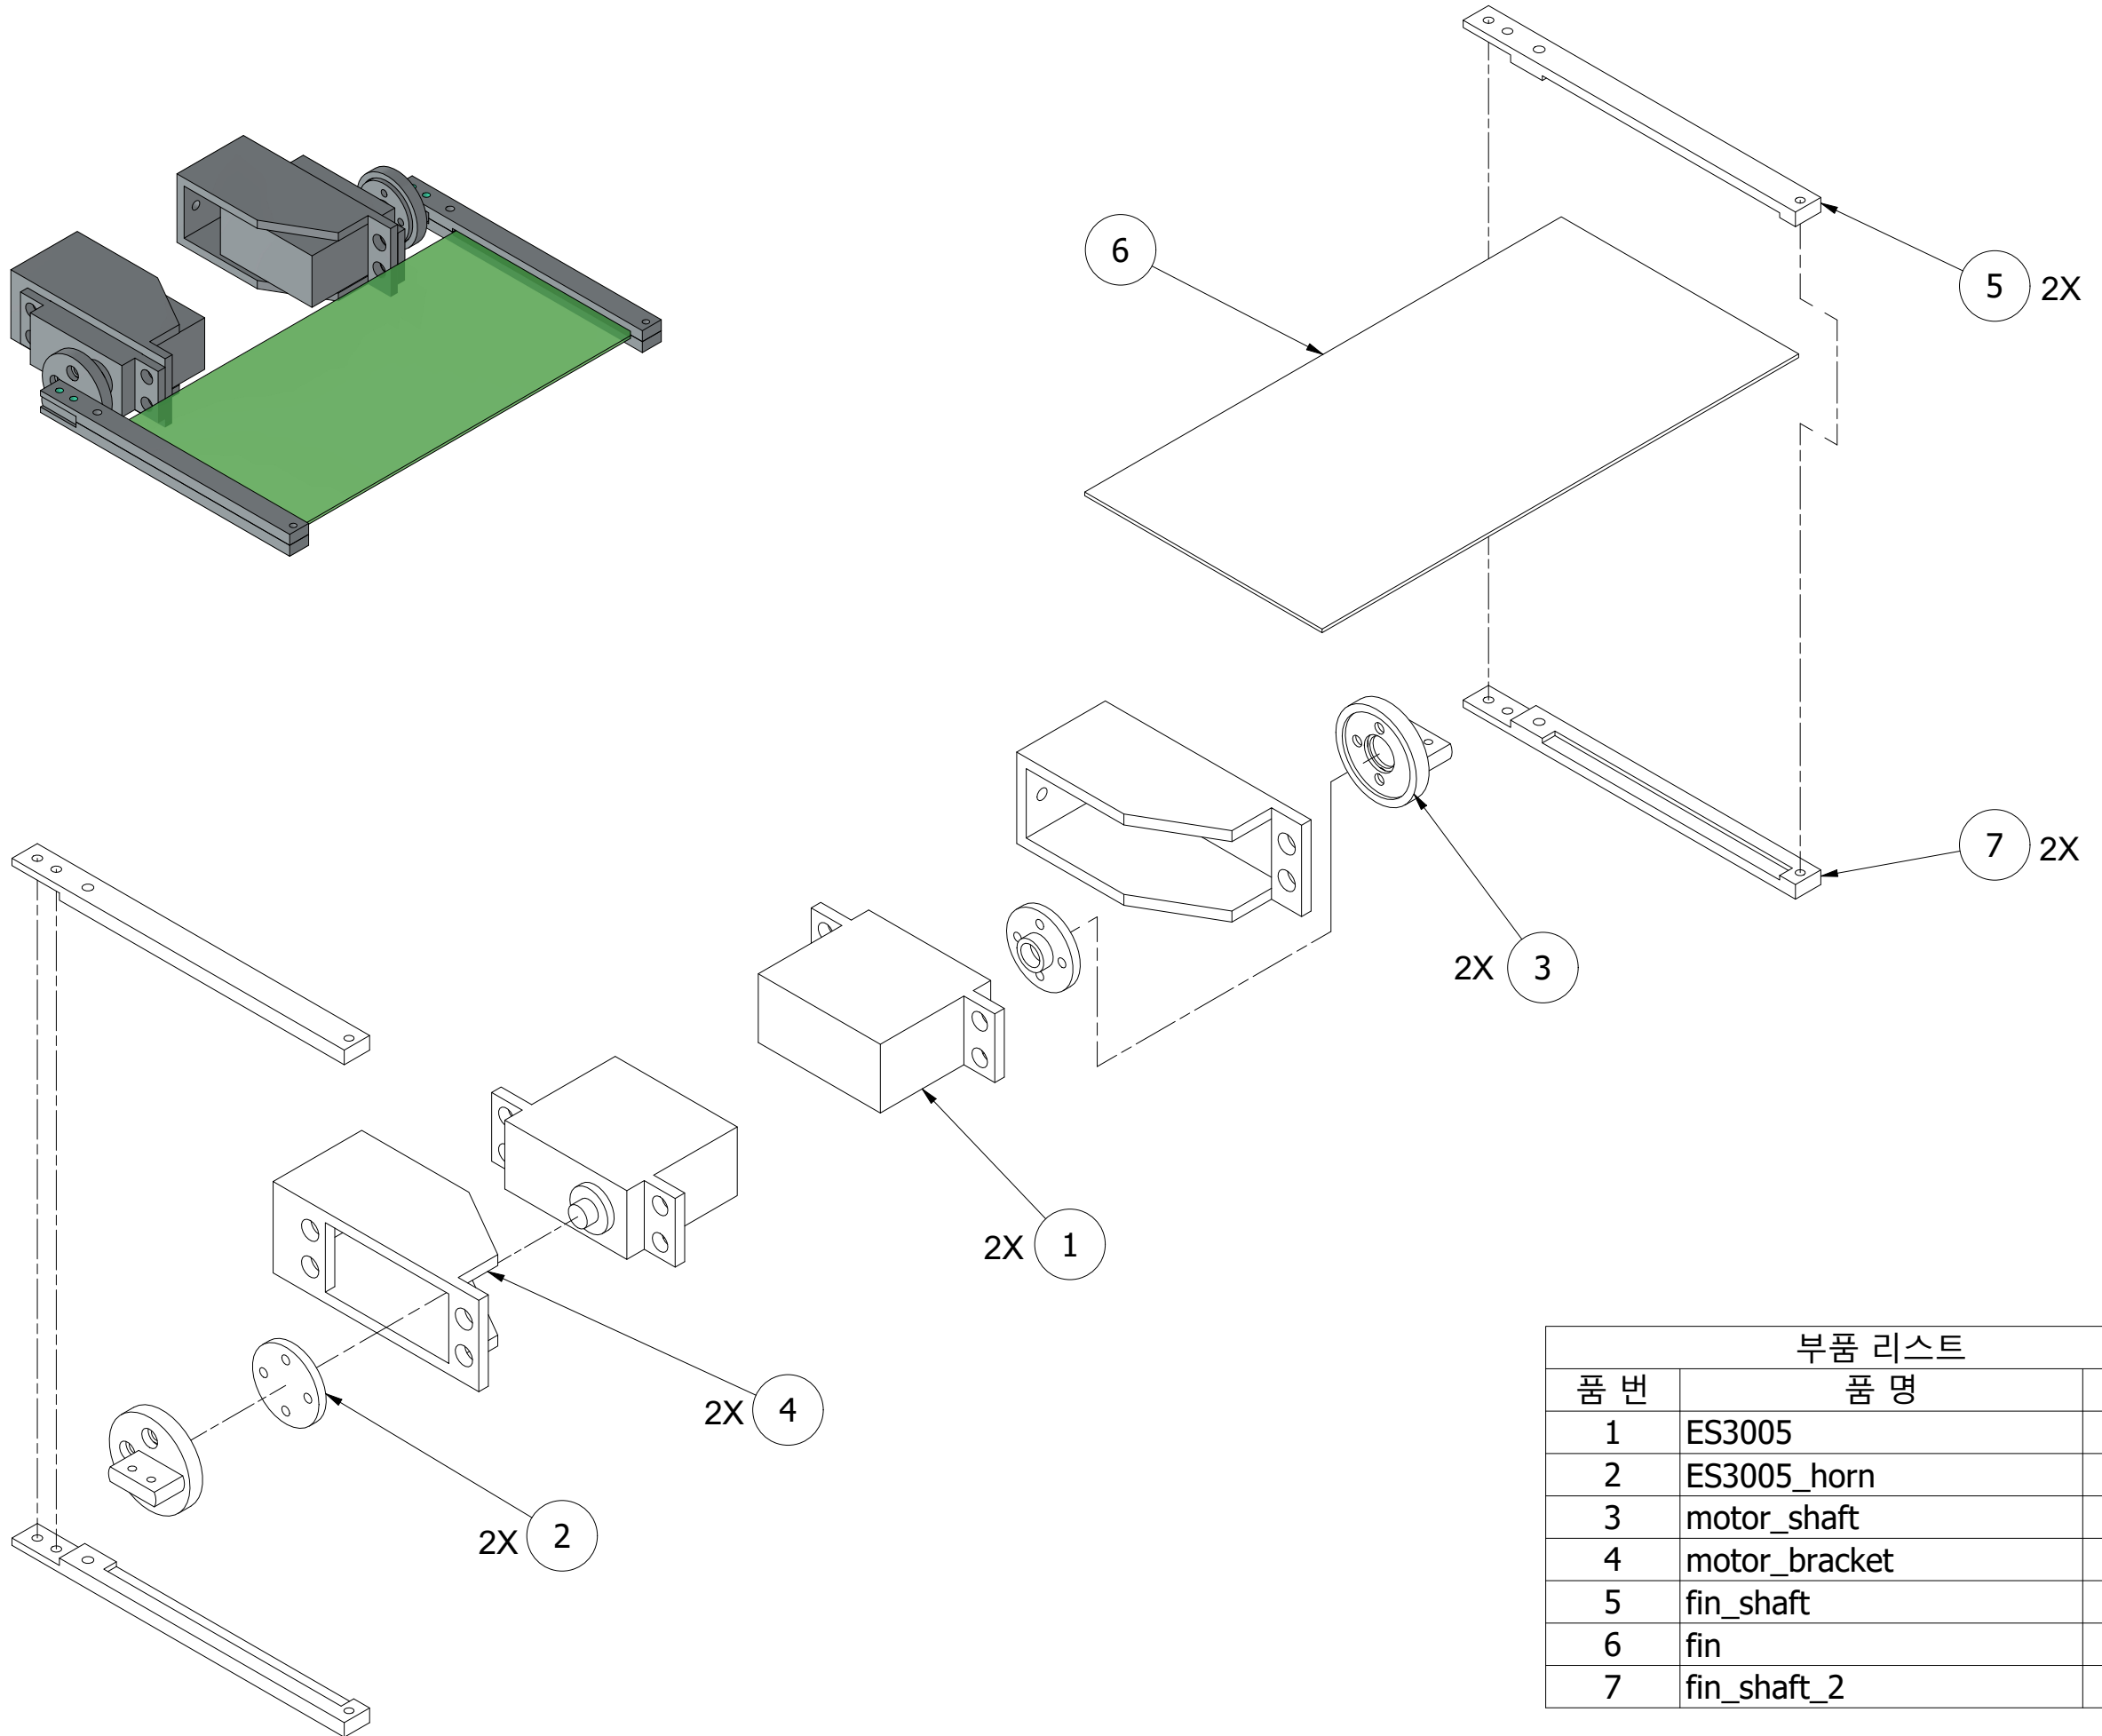 6
5 2X
7 2X
2X 3
2X 1
2X 4
2X 2
부품 리스트
품 번 품 명
1 ES3005
2 ES3005_horn
3 motor_shaft
4 motor_bracket
5 fin_shaft
6 fin
7 fin_shaft_2